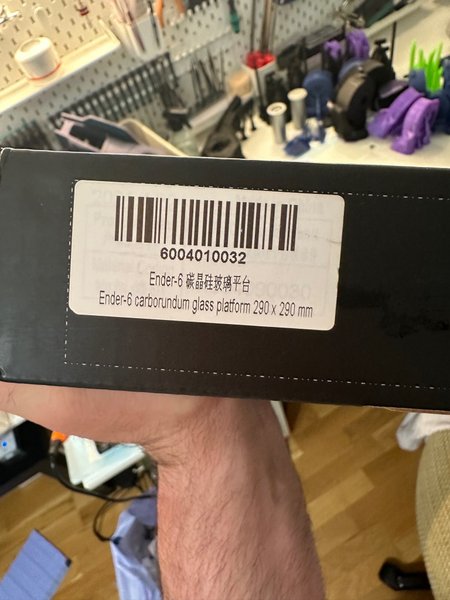 6004010032
Ender-6 碳晶硅玻璃平台
Ender-6 carborundum glass platform 290 x 290 mm